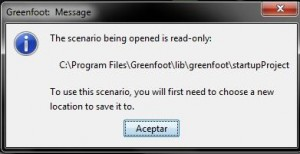 Greenfoot: Message
The scenario being opened is read-only:
C:\Program Files\Greenfoot\lib\greenfoot\startupProject
To use this scenario, you will first need to choose a new
location to save it to.
Aceptar